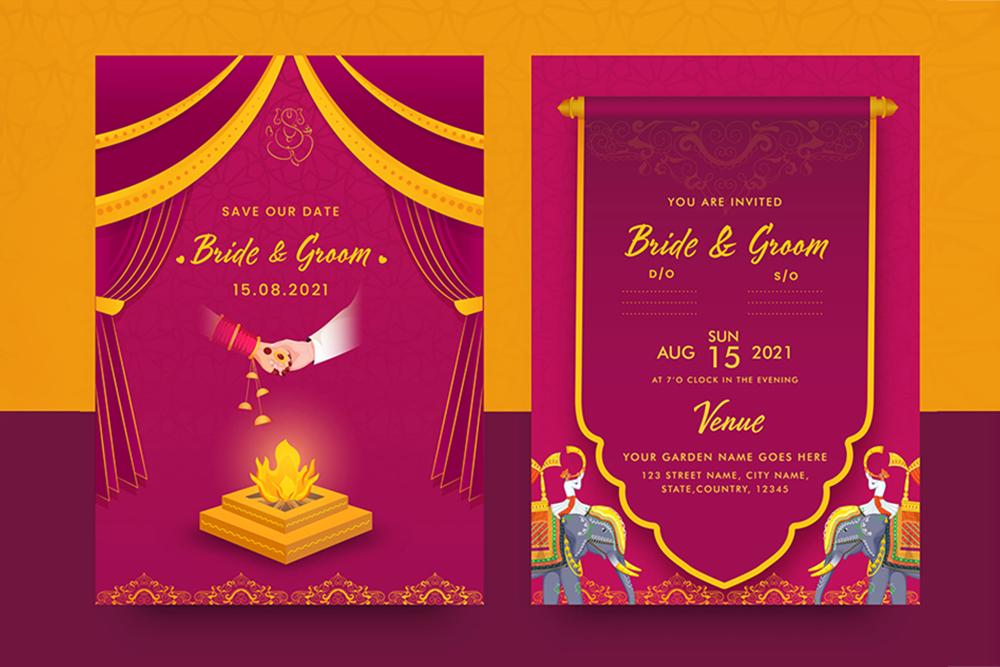 SAVE OUR DATE
Bride & Groom
15.08.2021
YOU ARE INVITED
Bride & Groom
D/O S/O
SUN
AUG 15 2021
AT 7'O CLOCK IN THE EVENING
Venue
YOUR GARDEN NAME GOES HERE
123 STREET NAME, CITY NAME,
STATE,COUNTRY, 12345